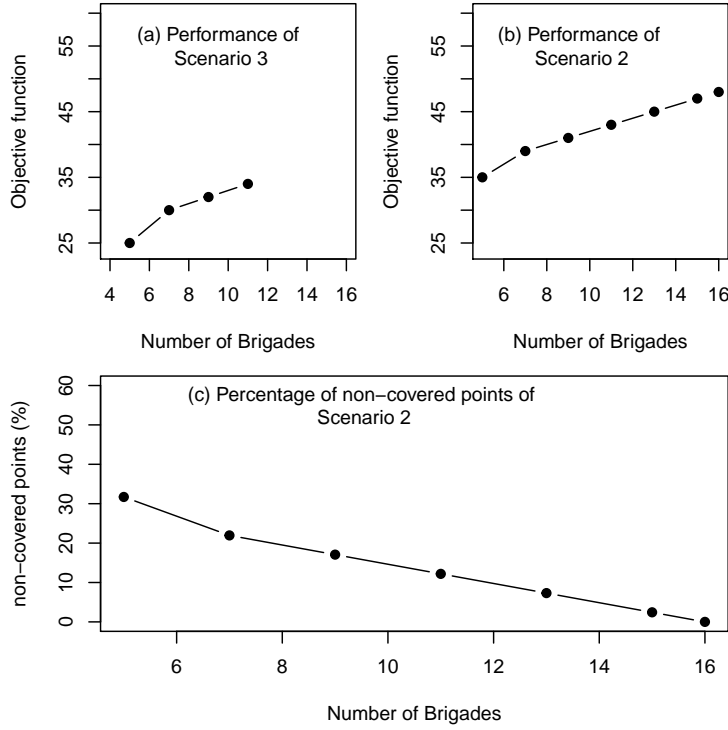 (a) Performance of
Scenario 3
Objective function
55
45
35
25
4 6 8 10 12 14 16
Number of Brigades
(b) Performance of
Scenario 2
Objective function
55
45
35
25
6 8 10 12 14 16
Number of Brigades
(c) Percentage of non−covered points of
Scenario 2
non−covered points (%)
60
50
40
30
20
10
0
6 8 10 12 14 16
Number of Brigades